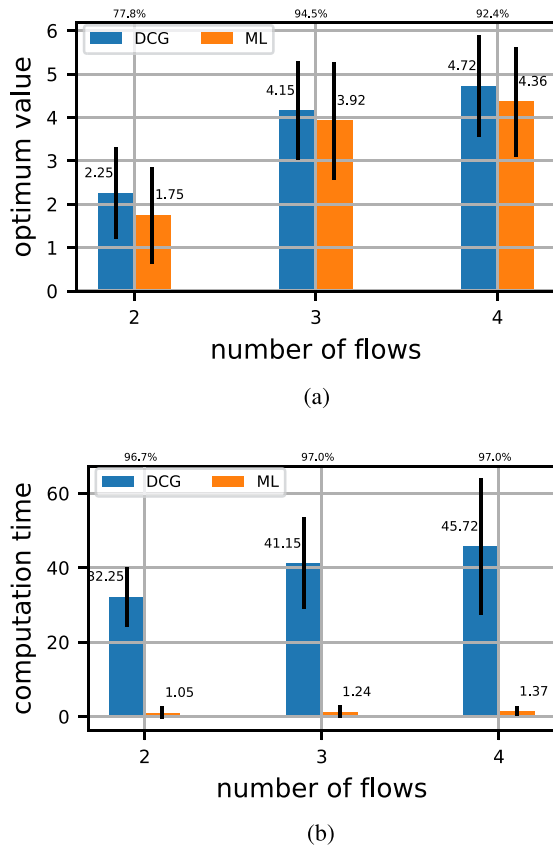 77.8% 94.5% 92.4%
DCG ML
6
5
4
3
2
1
0
optimum value
2.25 1.75 4.15 3.92 4.72 4.36
2 3 4
number of flows
(a)
96.7% 97.0% 97.0%
DCG ML
60
40
20
0
computation time
32.25 1.05 41.15 1.24 45.72 1.37
2 3 4
number of flows
(b)